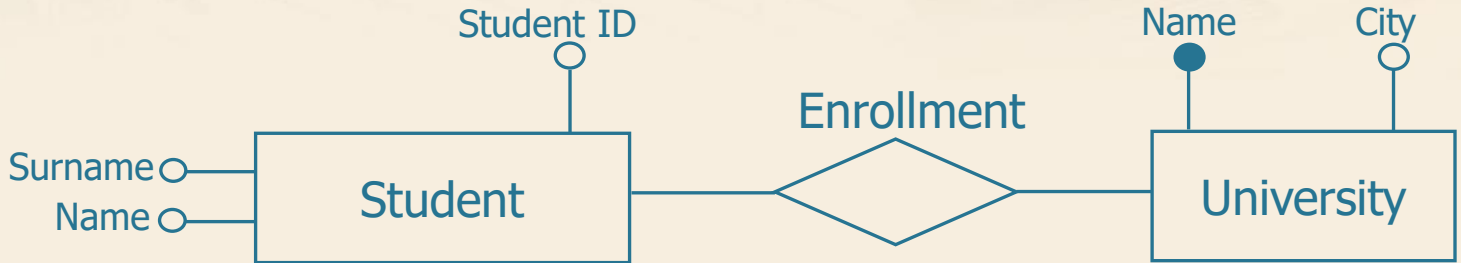 Student ID
Name
City
Enrollment
Surname
Name
Student
University